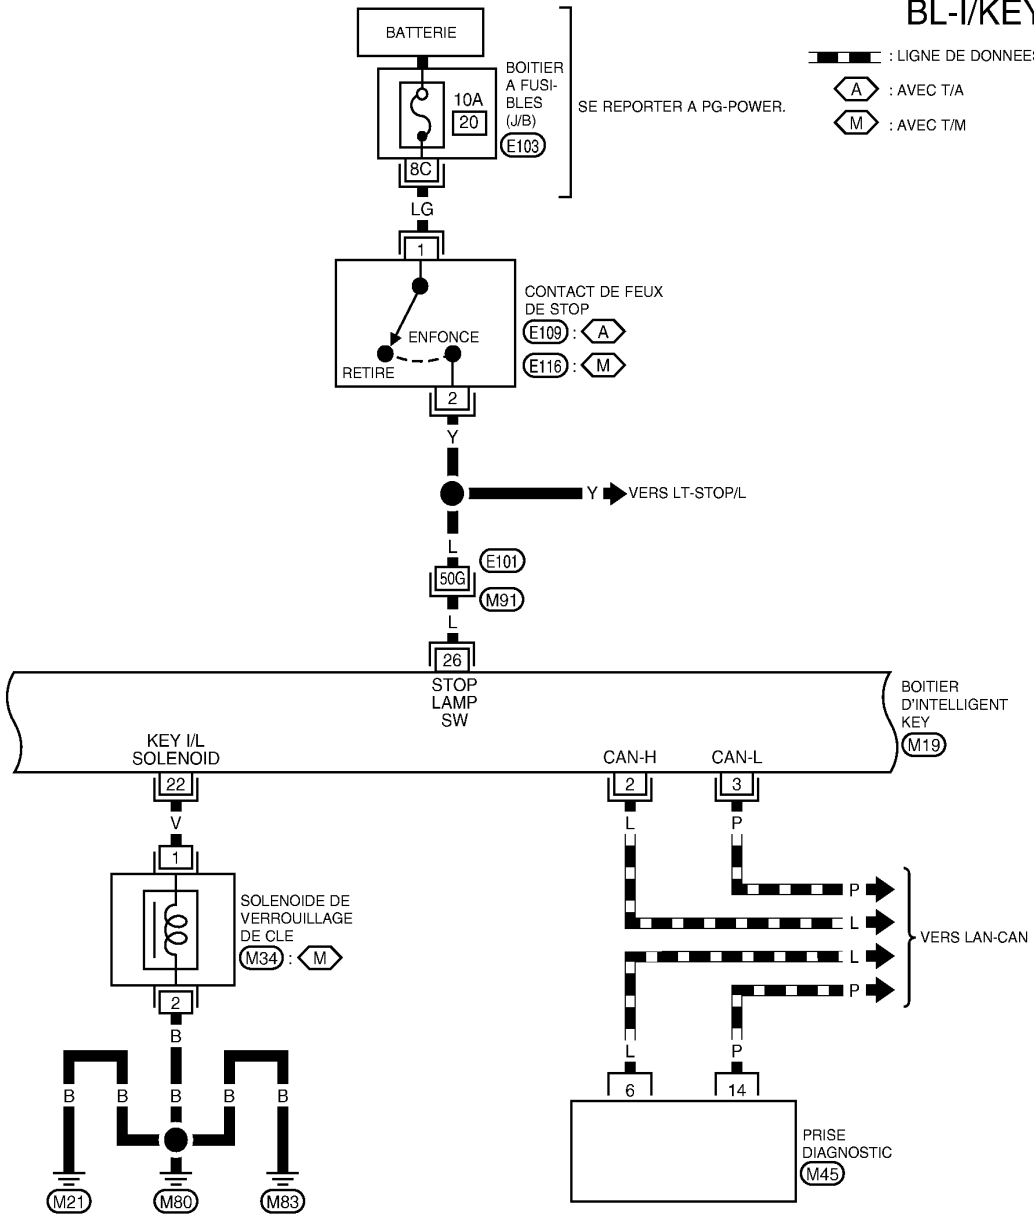 BL-I/KEY
BATTERIE
: LIGNE DE DONNEES
A : AVEC T/A
M : AVEC T/M
BOITIER
A FUSI-
BLES
(J/B)
E103
10A
20
SE REPORTER A PG-POWER.
8C
LG
1
CONTACT DE FEUX
DE STOP
E109 : A
E116 : M
ENFONCE
RETIRE
2
Y
Y VERS LT-STOP/L
L
E101
50G
M91
L
26
STOP
LAMP
SW
BOITIER
D'INTELLIGENT
KEY
M19
KEY I/L
SOLENOID
CAN-H
CAN-L
22
2
3
V
L
P
1
SOLENOIDE DE
VERROUILLAGE
DE CLE
M34 : M
P
L
L
P
VERS LAN-CAN
2
B
L
P
B
B
B
B
B
6
14
PRISE
DIAGNOSTIC
M45
M21
M80
M83